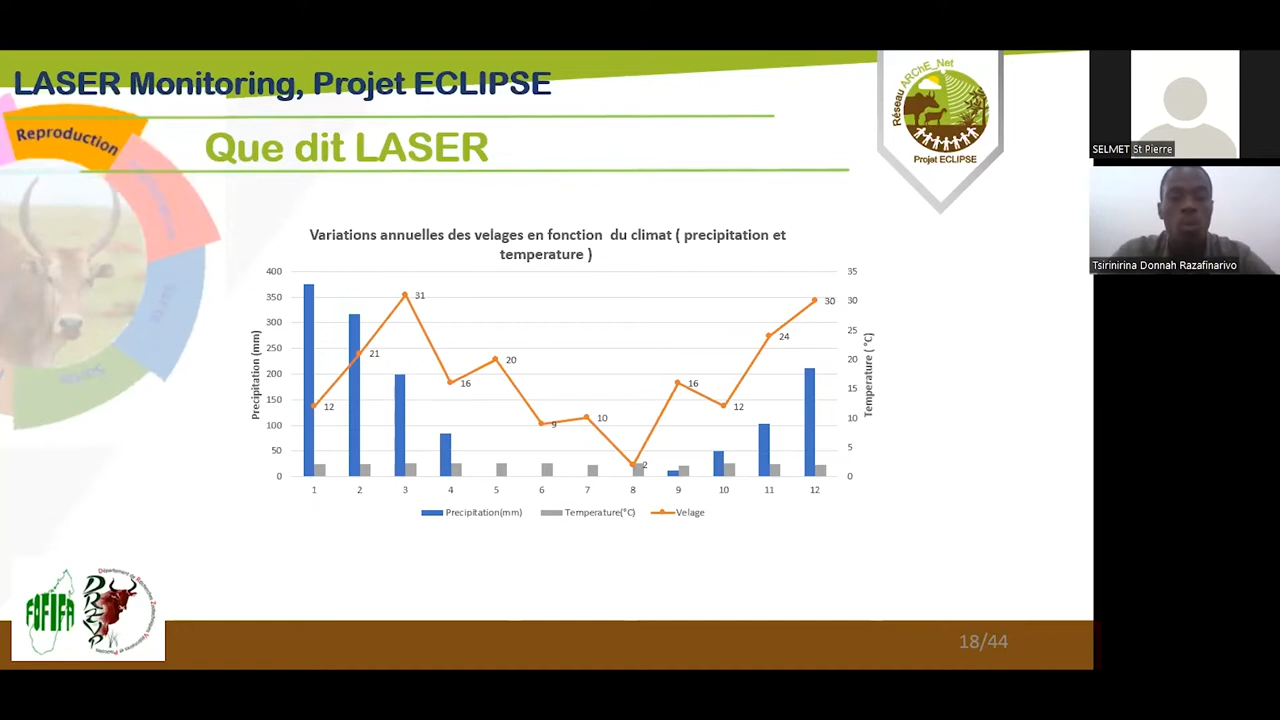 LASER Monitoring, Projet ECLIPSE
Reproduction
Que dit LASER
Réseau ARChE_Net
Projet ECLIPSE
SELMET St Pierre
Tsirinirina Donnah Razafinarivo
Variations annuelles des velages en fonction du climat ( precipitation et
temperature )
Precipitation (mm)
400
350
300
250
200
150
100
50
0
35
30
25
20
15
10
5
0
Temperature ( °C)
12
21
31
16
20
9
10
2
16
12
24
30
1 2 3 4 5 6 7 8 9 10 11 12
Precipitation(mm) Temperature(°C) Velage
FOFIFA
DRZVP
18/44